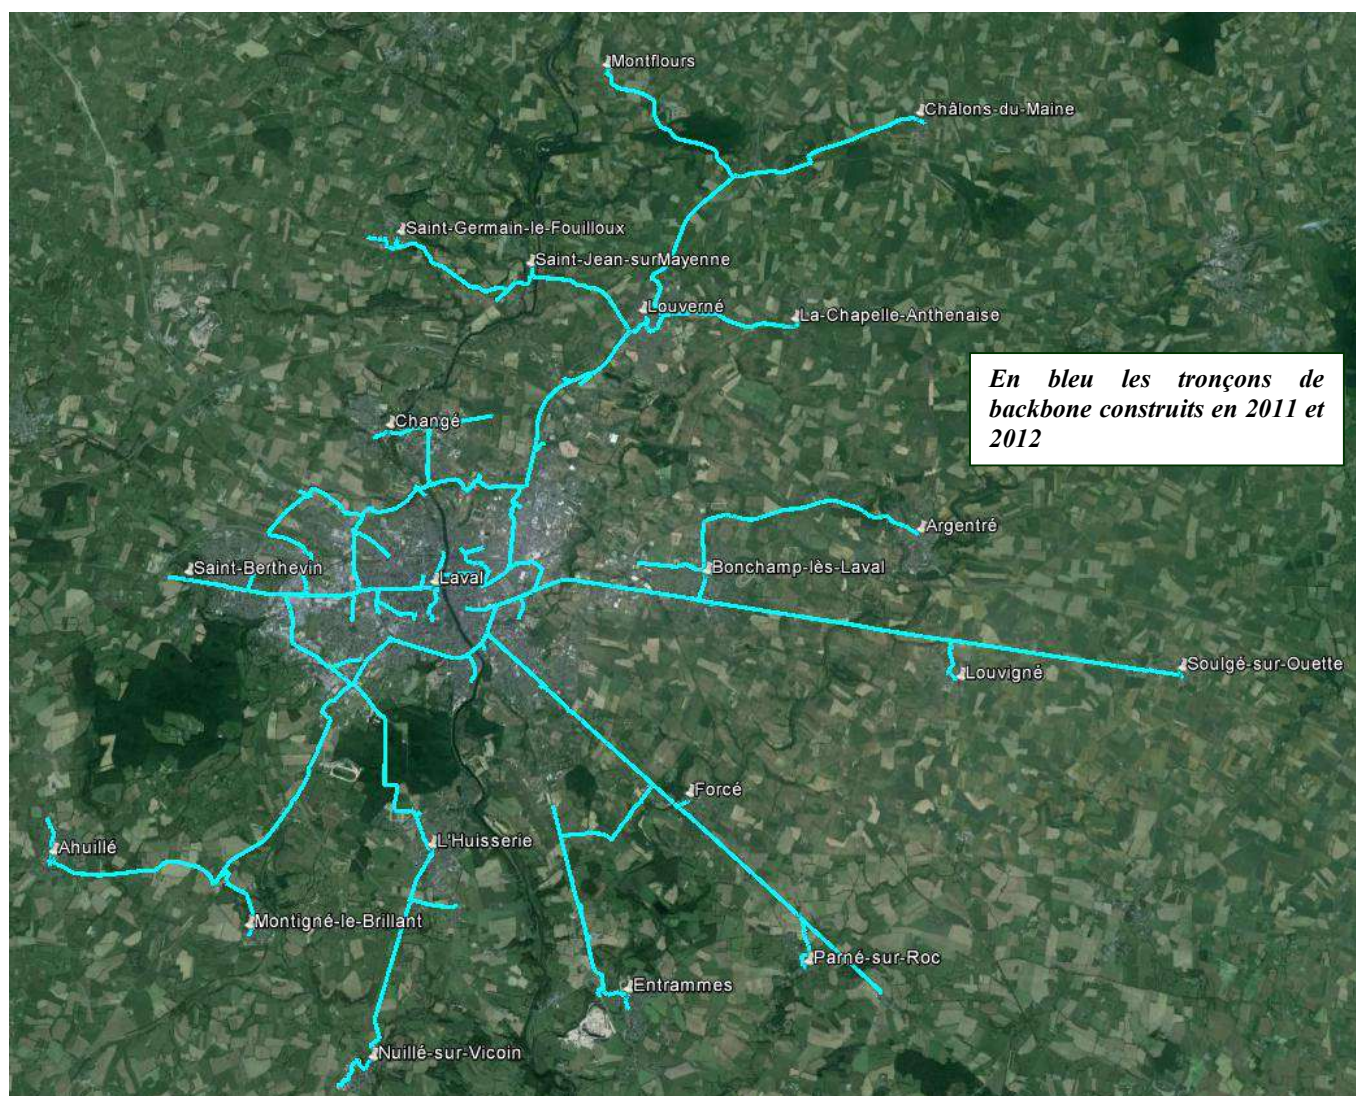 Montflours
Châlons-du-Maine
Saint-Germain-le-Fouilloux
Saint-Jean-surMayenne
Louverné
La-Chapelle-Anthenaise
En bleu les tronçons de
backbone construits en 2011 et
2012
Changé
Argentré
Saint-Berthevin
Laval
Bonchamp-lès-Laval
Louvigné
Soulgé-sur-Ouette
Forcé
Ahuillé
L'Huisserie
Montigné-le-Brillant
Parné-sur-Roc
Entrammes
Nuillé-sur-Vicoin